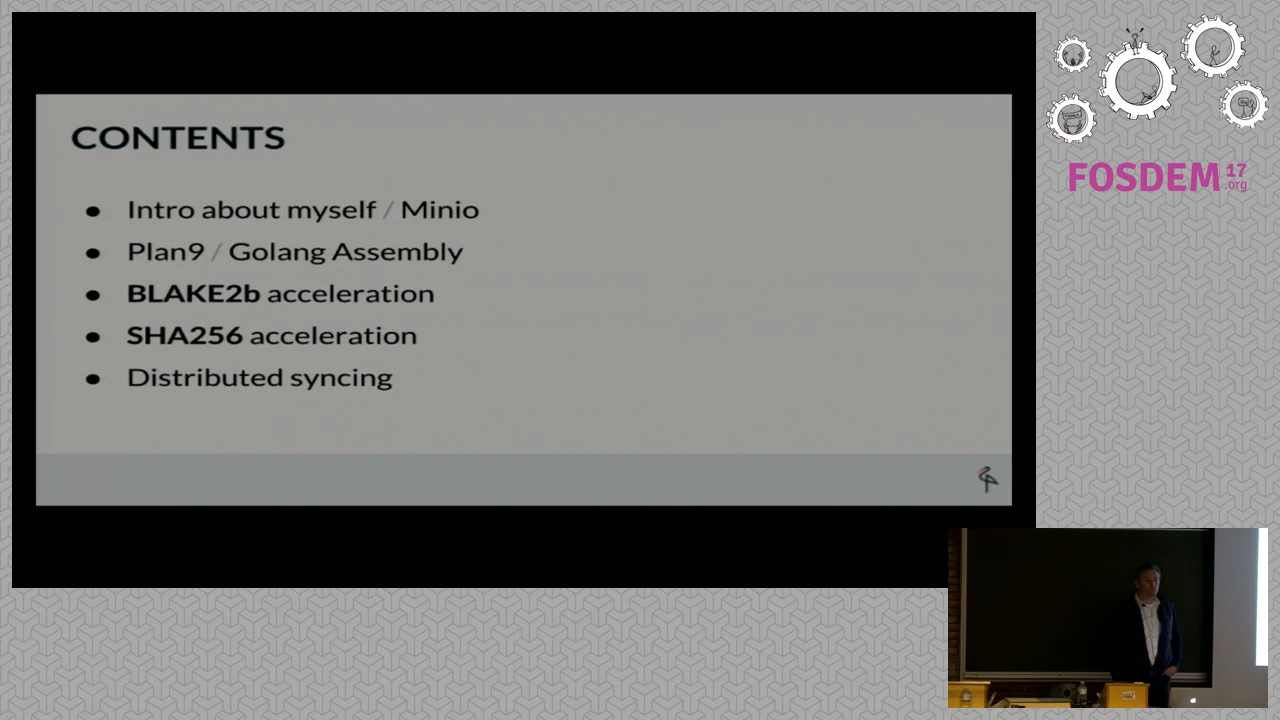 CONTENTS
● Intro about myself / Minio
● Plan9 / Golang Assembly
● BLAKE2b acceleration
● SHA256 acceleration
● Distributed syncing
FOSDEM 17 .org